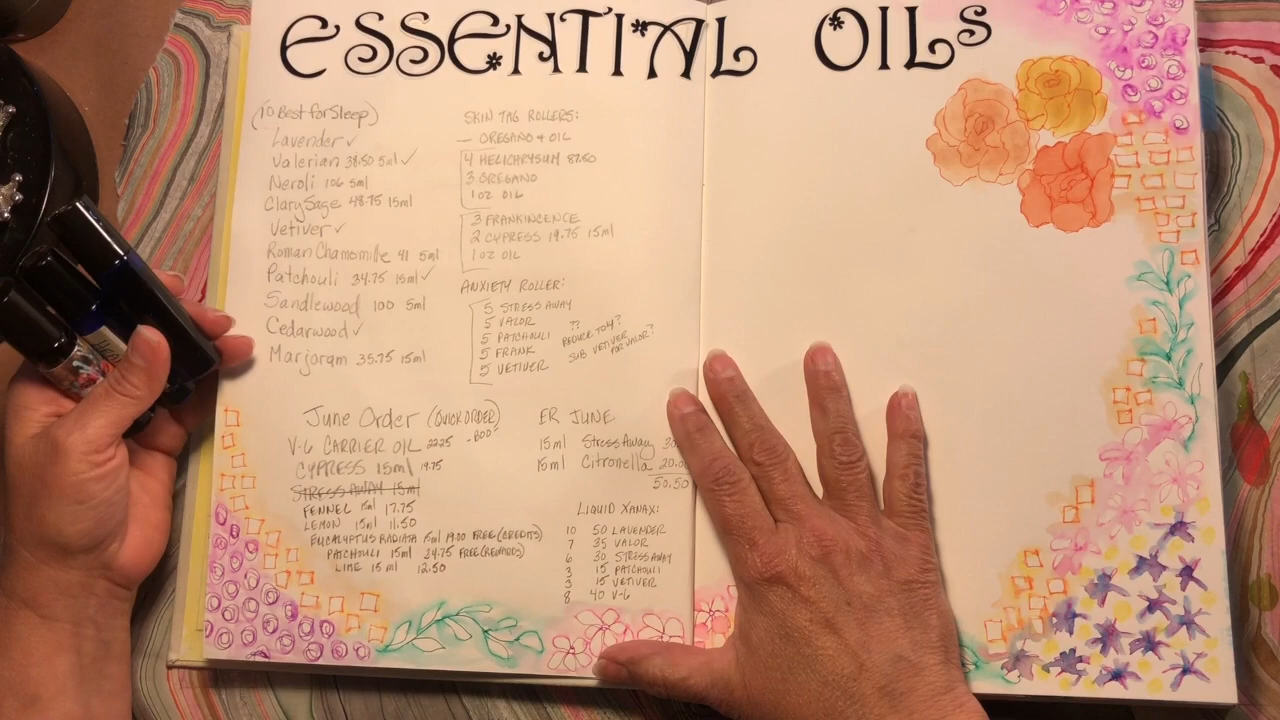 ESSENTIAL OILS
(10 Best for Sleep)
Lavender ✓
Valerian 38.50 5ml ✓
Neroli 106 5ml
Clary Sage 48.75 15ml
Vetiver ✓
Roman Chamomille 41 5ml
Patchouli 34.75 15ml ✓
Sandlewood 100 5ml
Cedarwood ✓
Marjoram 35.75 15ml
SKIN TAG ROLLERS:
— OREGANO + OIL
4 HELICHRYSUM 87.50
3 OREGANO
1 OZ OIL
3 FRANKINCENCE
2 CYPRESS 19.75 15ml
1 OZ OIL
ANXIETY ROLLER:
5 STRESS AWAY
5 VALOR
5 PATCHOULI
5 FRANK
5 VETIVER
??
REDUCE TO 4?
SUB VETIVER
FOR VALOR?
June Order (QUICK ORDER)
V-6 CARRIER OIL 22.25
CYPRESS 15ml 19.75
STRESS AWAY 15ml
FENNEL 15ml 17.75
LEMON 15ml 11.50
EUCALYPTUS RADIATA 5ml 19.00 FREE (CREDITS)
PATCHOULI 15ml 34.75 FREE (REWARDS)
LIME 15ml 12.50
ER JUNE
15ml Stress Away
15ml Citronella 20.0
50.50
LIQUID XANAX:
10 50 LAVENDER
7 35 VALOR
6 30 STRESS AWAY
3 15 PATCHOULI
3 15 VETIVER
8 40 V-6